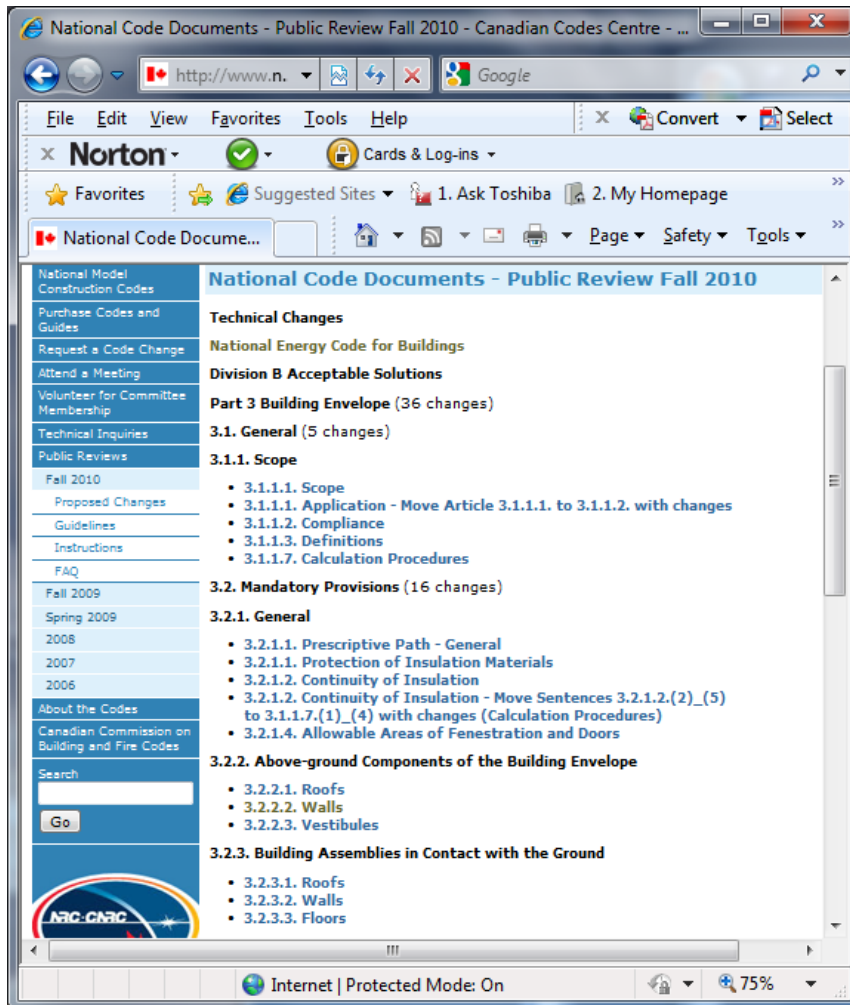 National Code Documents - Public Review Fall 2010 - Canadian Codes Centre - ...
http://www.n.
Google
File Edit View Favorites Tools Help
Convert
Select
Norton
Cards & Log-ins
Favorites
Suggested Sites
1. Ask Toshiba
2. My Homepage
National Code Docume...
Page
Safety
Tools
National Model
Construction Codes
Purchase Codes and
Guides
Request a Code Change
Attend a Meeting
Volunteer for Committee
Membership
Technical Inquiries
Public Reviews
Fall 2010
Proposed Changes
Guidelines
Instructions
FAQ
Fall 2009
Spring 2009
2008
2007
2006
About the Codes
Canadian Commission on
Building and Fire Codes
Search
Go
NRC-CNRC
National Code Documents - Public Review Fall 2010
Technical Changes
National Energy Code for Buildings
Division B Acceptable Solutions
Part 3 Building Envelope (36 changes)
3.1. General (5 changes)
3.1.1. Scope
• 3.1.1.1. Scope
• 3.1.1.1. Application - Move Article 3.1.1.1. to 3.1.1.2. with changes
• 3.1.1.2. Compliance
• 3.1.1.3. Definitions
• 3.1.1.7. Calculation Procedures
3.2. Mandatory Provisions (16 changes)
3.2.1. General
• 3.2.1.1. Prescriptive Path - General
• 3.2.1.1. Protection of Insulation Materials
• 3.2.1.2. Continuity of Insulation
• 3.2.1.2. Continuity of Insulation - Move Sentences 3.2.1.2.(2)_(5)
to 3.1.1.7.(1)_(4) with changes (Calculation Procedures)
• 3.2.1.4. Allowable Areas of Fenestration and Doors
3.2.2. Above-ground Components of the Building Envelope
• 3.2.2.1. Roofs
• 3.2.2.2. Walls
• 3.2.2.3. Vestibules
3.2.3. Building Assemblies in Contact with the Ground
• 3.2.3.1. Roofs
• 3.2.3.2. Walls
• 3.2.3.3. Floors
Internet | Protected Mode: On
75%